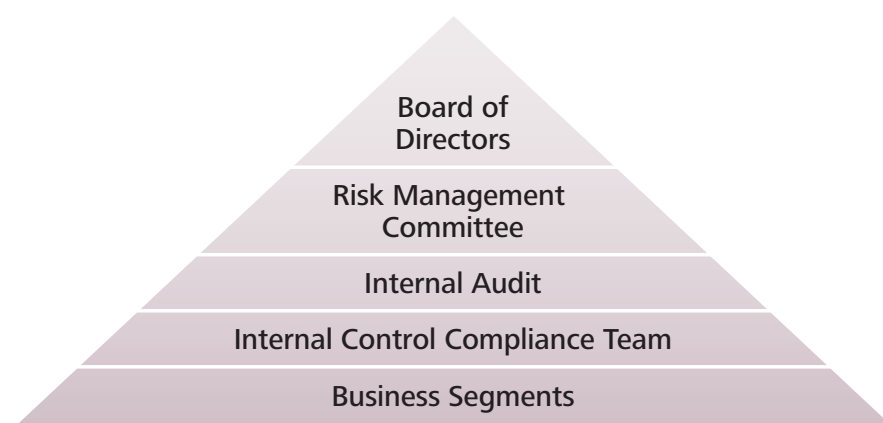 Board of
Directors
Risk Management
Committee
Internal Audit
Internal Control Compliance Team
Business Segments